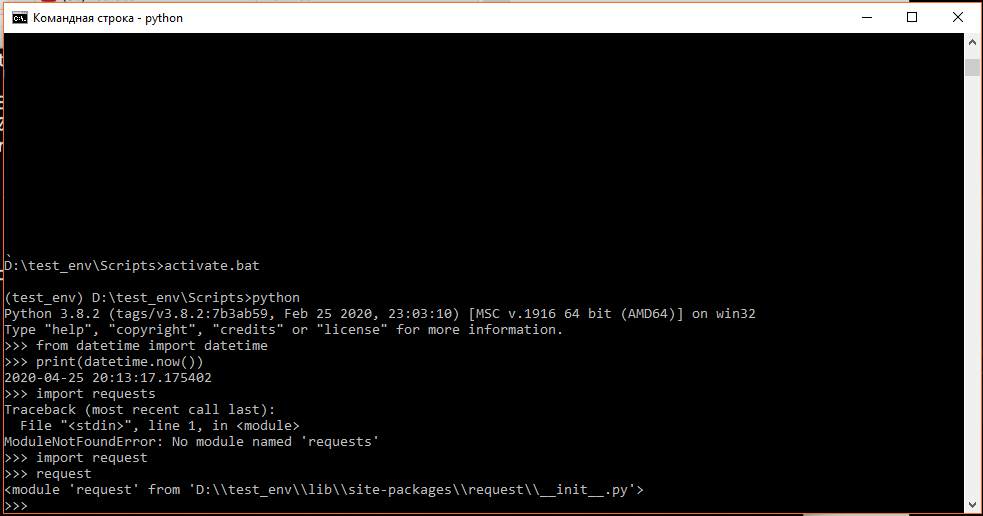 Командная строка - python
D:\test_env\Scripts>activate.bat
(test_env) D:\test_env\Scripts>python
Python 3.8.2 (tags/v3.8.2:7b3ab59, Feb 25 2020, 23:03:10) [MSC v.1916 64 bit (AMD64)] on win32
Type "help", "copyright", "credits" or "license" for more information.
>>> from datetime import datetime
>>> print(datetime.now())
2020-04-25 20:13:17.175402
>>> import requests
Traceback (most recent call last):
  File "<stdin>", line 1, in <module>
ModuleNotFoundError: No module named 'requests'
>>> import request
>>> request
<module 'request' from 'D:\\test_env\\lib\\site-packages\\request\\__init__.py'>
>>>